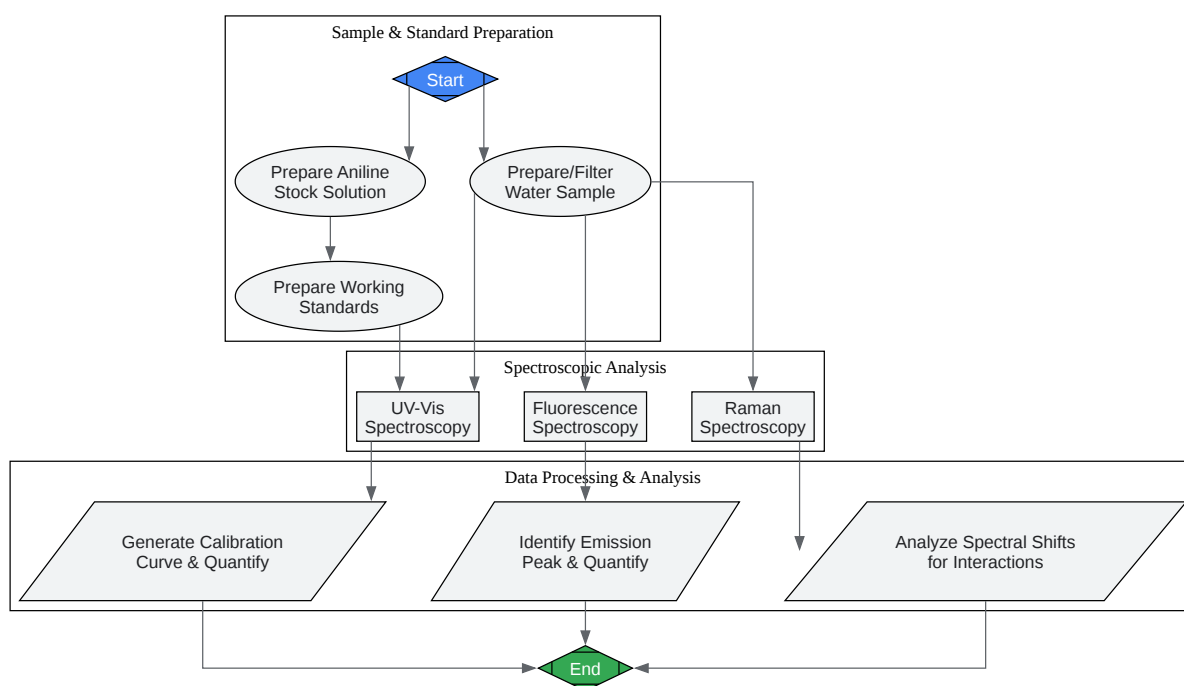 Sample & Standard Preparation
Start
Prepare Aniline
Stock Solution
Prepare/Filter
Water Sample
Prepare Working
Standards
Spectroscopic Analysis
UV-Vis
Spectroscopy
Fluorescence
Spectroscopy
Raman
Spectroscopy
Data Processing & Analysis
Generate Calibration
Curve & Quantify
Identify Emission
Peak & Quantify
Analyze Spectral Shifts
for Interactions
End